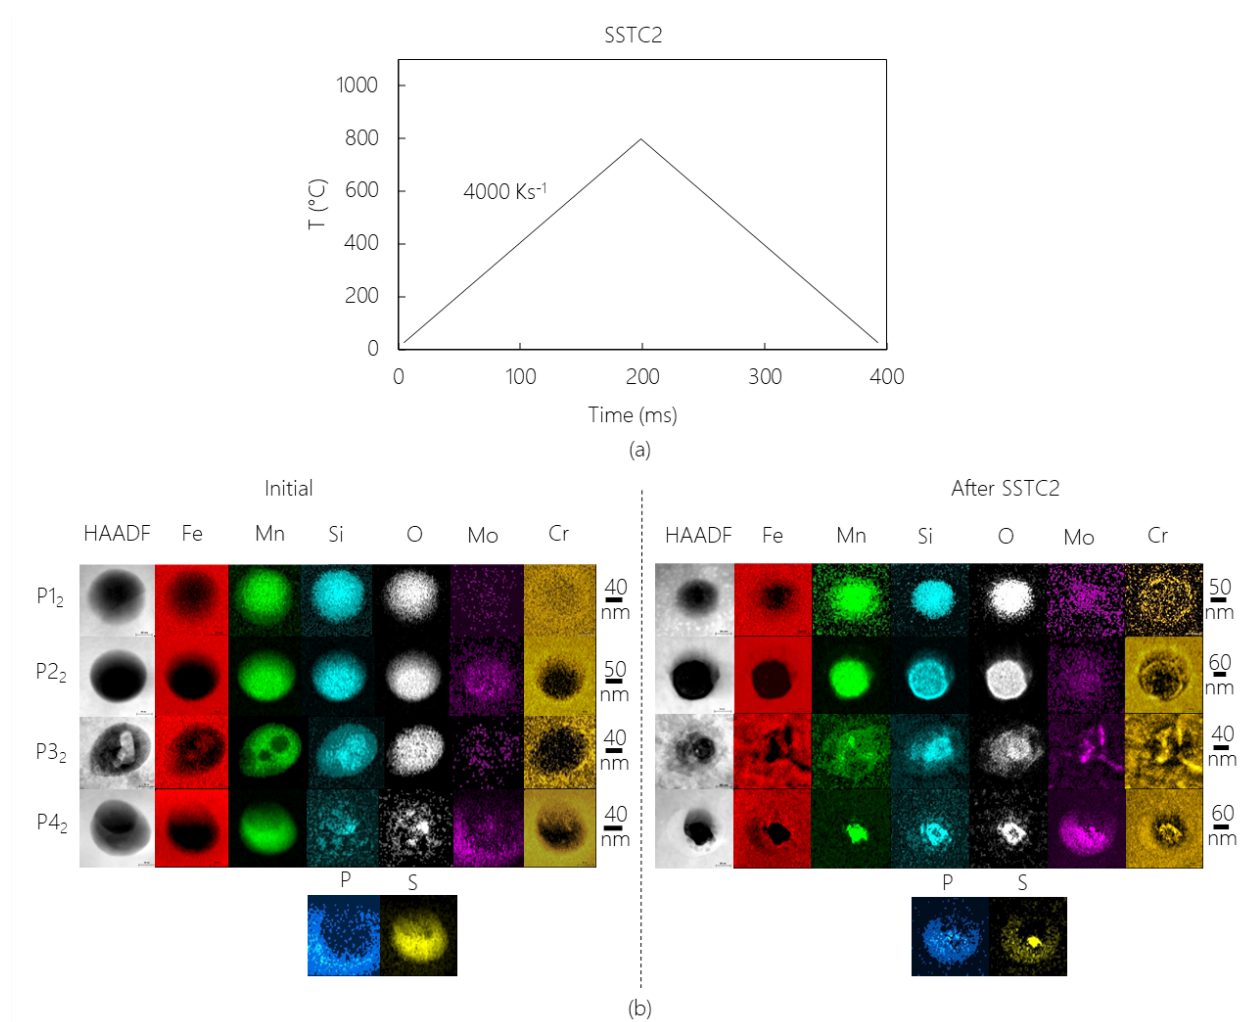 SSTC2
1000
800
600
400
200
0
T (°C)
4000 Ks⁻¹
0 100 200 300 400
Time (ms)
(a)
Initial After SSTC2
HAADF Fe Mn Si O Mo Cr HAADF Fe Mn Si O Mo Cr
P1₂ 40 nm 50 nm
P2₂ 50 nm 60 nm
P3₂ 40 nm 40 nm
P4₂ 40 nm 60 nm
P S P S
(b)